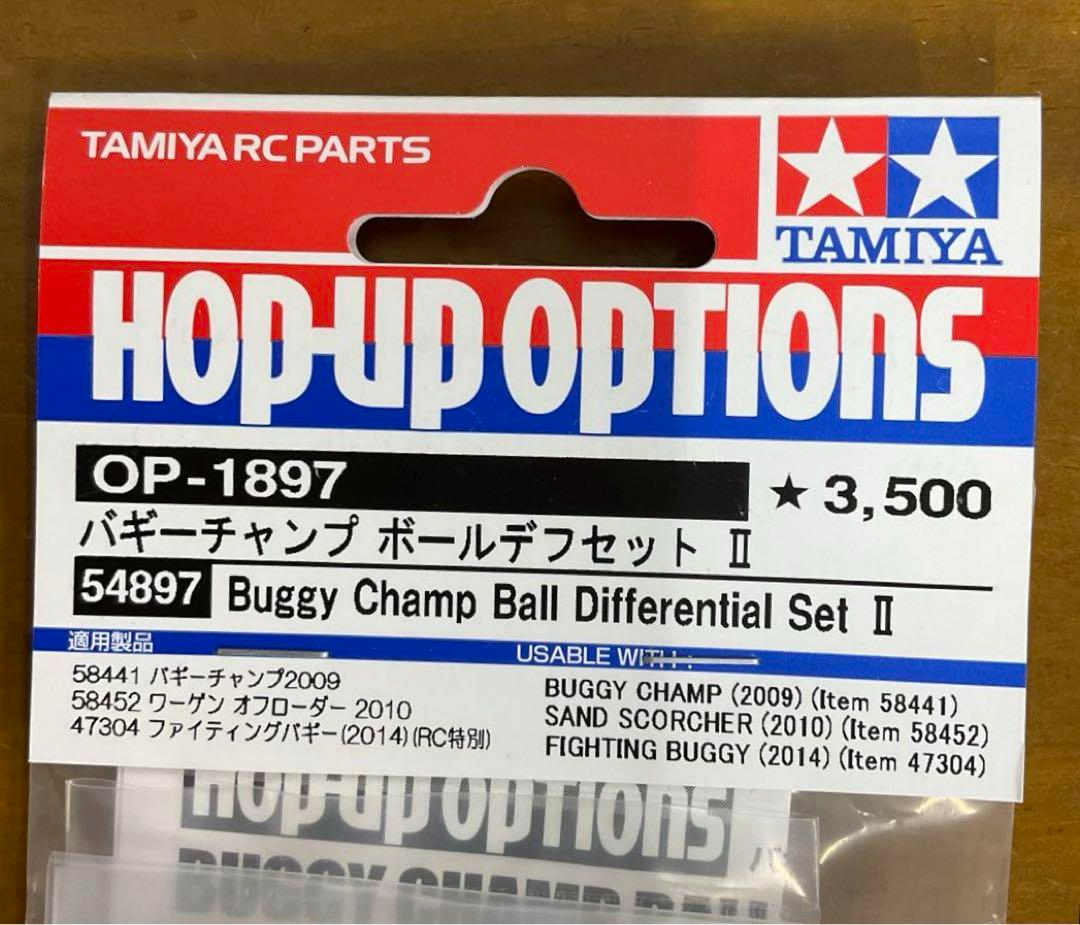 TAMIYA RC PARTS
TAMIYA
HOP-UP OPTIONS
OP-1897
★ 3,500
バギーチャンプ ボールデフセット Ⅱ
54897 Buggy Champ Ball Differential Set Ⅱ
適用製品
USABLE WITH :
58441 バギーチャンプ2009
58452 ワーゲン オフローダー 2010
47304 ファイティングバギー(2014)(RC特別)
BUGGY CHAMP (2009) (Item 58441)
SAND SCORCHER (2010) (Item 58452)
FIGHTING BUGGY (2014) (Item 47304)
HOP-UP OPTIONS
バ
BUGGY CHAMP BALL